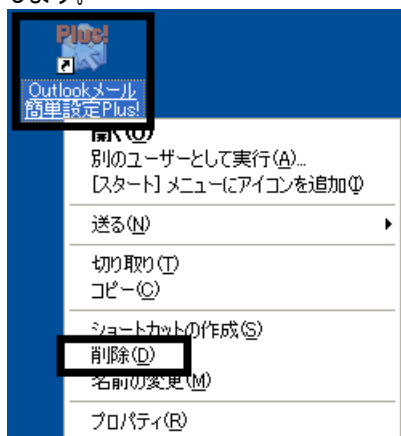 します。
Plus!
Outlookメール
簡単設定Plus!
開く(O)
別のユーザーとして実行(A)...
[スタート] メニューにアイコンを追加(I)
送る(N)
切り取り(T)
コピー(C)
ショートカットの作成(S)
削除(D)
名前の変更(M)
プロパティ(R)